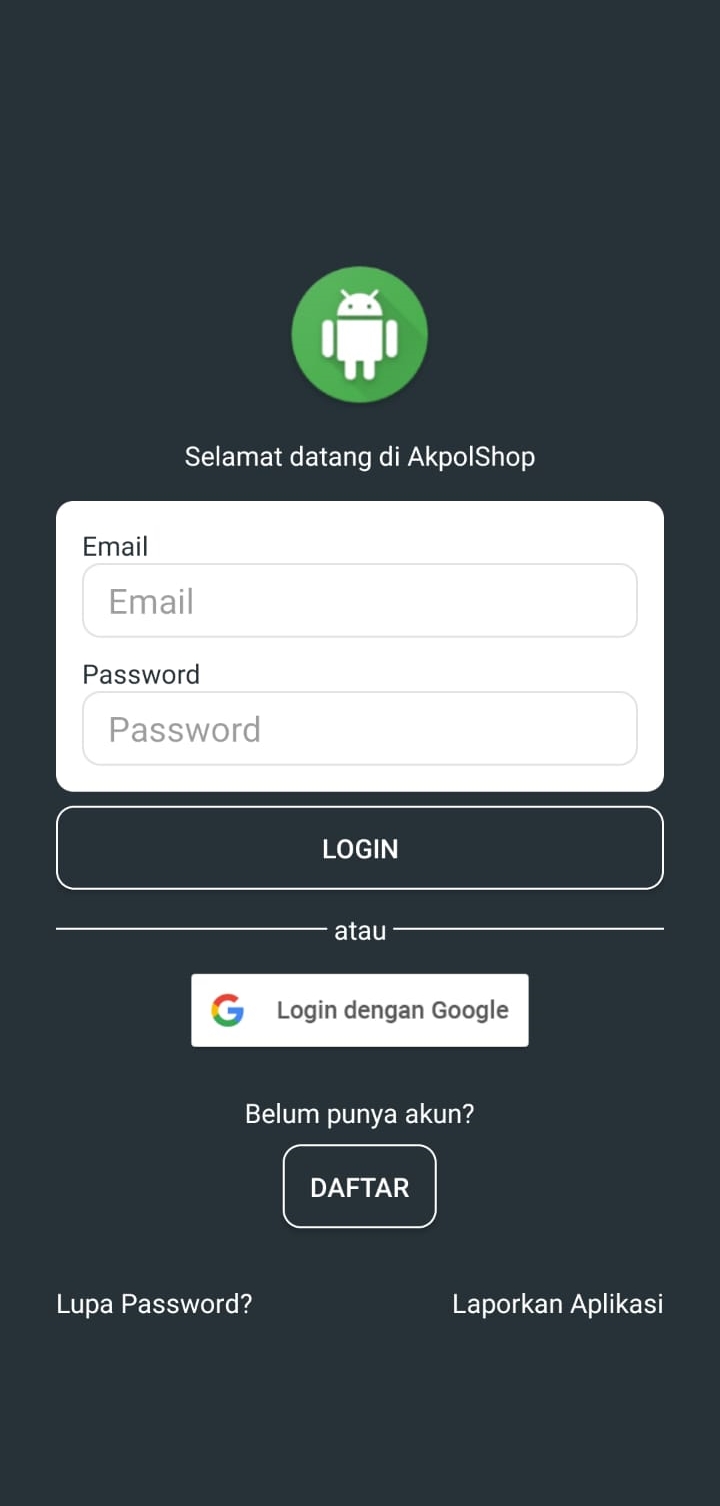 Selamat datang di AkpolShop
Email
Email
Password
Password
LOGIN
atau
Login dengan Google
Belum punya akun?
DAFTAR
Lupa Password? Laporkan Aplikasi